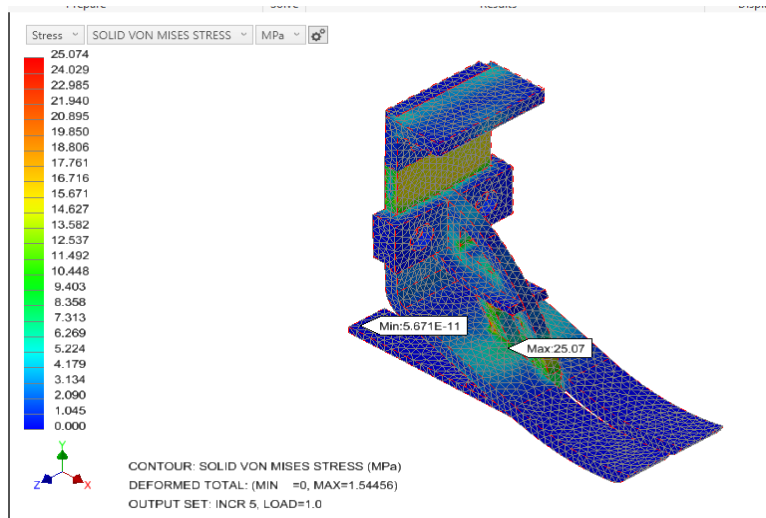 Prepare Solve Results Displ
Stress SOLID VON MISES STRESS MPa
25.074
24.029
22.985
21.940
20.895
19.850
18.806
17.761
16.716
15.671
14.627
13.582
12.537
11.492
10.448
9.403
8.358
7.313
6.269
5.224
4.179
3.134
2.090
1.045
0.000
Min:5.671E-11
Max:25.07
Y
Z X
CONTOUR: SOLID VON MISES STRESS (MPa)
DEFORMED TOTAL: (MIN =0, MAX=1.54456)
OUTPUT SET: INCR 5, LOAD=1.0